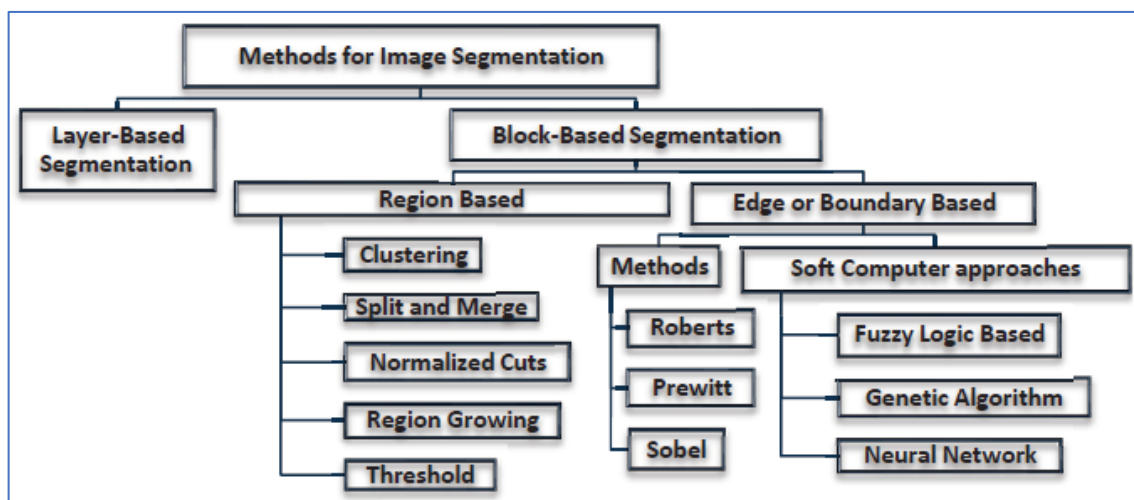 Methods for Image Segmentation
Layer-Based
Segmentation
Block-Based Segmentation
Region Based
Edge or Boundary Based
Clustering
Split and Merge
Normalized Cuts
Region Growing
Threshold
Methods
Roberts
Prewitt
Sobel
Soft Computer approaches
Fuzzy Logic Based
Genetic Algorithm
Neural Network